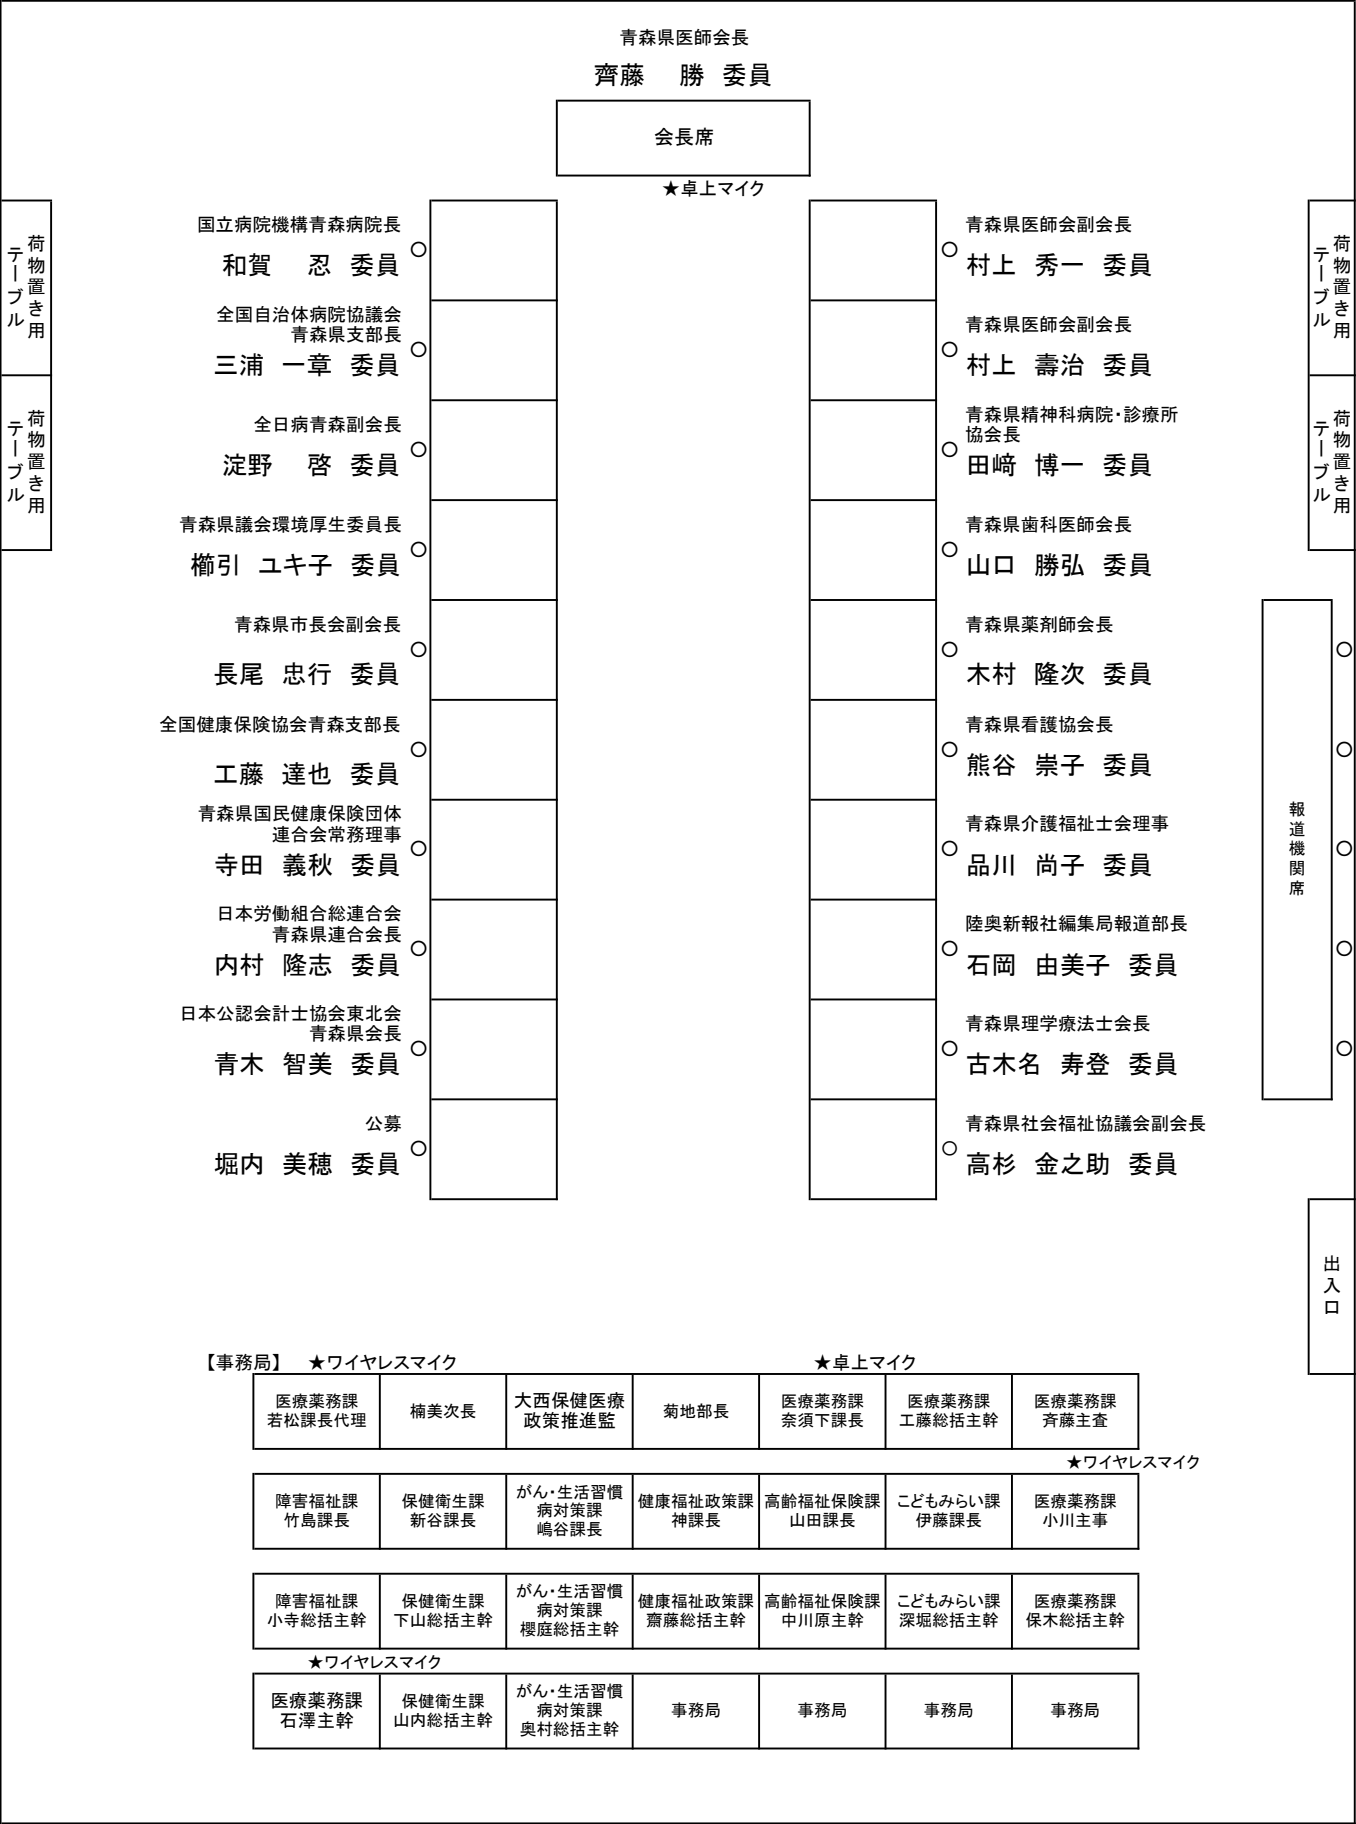 青森県医師会長
齊藤　勝 委員
会長席
★卓上マイク
荷物置き用
テーブル
荷物置き用
テーブル
国立病院機構青森病院長
和賀　忍 委員
全国自治体病院協議会
青森県支部長
三浦 一章 委員
全日病青森副会長
淀野　啓 委員
青森県議会環境厚生委員長
櫛引 ユキ子 委員
青森県市長会副会長
長尾 忠行 委員
全国健康保険協会青森支部長
工藤 達也 委員
青森県国民健康保険団体
連合会常務理事
寺田 義秋 委員
日本労働組合総連合会
青森県連合会長
内村 隆志 委員
日本公認会計士協会東北会
青森県会長
青木 智美 委員
公募
堀内 美穂 委員
青森県医師会副会長
村上 秀一 委員
青森県医師会副会長
村上 壽治 委員
青森県精神科病院・診療所
協会長
田﨑 博一 委員
青森県歯科医師会長
山口 勝弘 委員
青森県薬剤師会長
木村 隆次 委員
青森県看護協会長
熊谷 崇子 委員
青森県介護福祉士会理事
品川 尚子 委員
陸奥新報社編集局報道部長
石岡 由美子 委員
青森県理学療法士会長
古木名 寿登 委員
青森県社会福祉協議会副会長
高杉 金之助 委員
荷物置き用
テーブル
荷物置き用
テーブル
報道機関席
出入口
【事務局】 ★ワイヤレスマイク
★卓上マイク
医療薬務課
若松課長代理
楠美次長
大西保健医療
政策推進監
菊地部長
医療薬務課
奈須下課長
医療薬務課
工藤総括主幹
医療薬務課
斉藤主査
★ワイヤレスマイク
障害福祉課
竹島課長
保健衛生課
新谷課長
がん・生活習慣
病対策課
嶋谷課長
健康福祉政策課
神課長
高齢福祉保険課
山田課長
こどもみらい課
伊藤課長
医療薬務課
小川主事
障害福祉課
小寺総括主幹
保健衛生課
下山総括主幹
がん・生活習慣
病対策課
櫻庭総括主幹
健康福祉政策課
齋藤総括主幹
高齢福祉保険課
中川原主幹
こどもみらい課
深堀総括主幹
医療薬務課
保木総括主幹
★ワイヤレスマイク
医療薬務課
石澤主幹
保健衛生課
山内総括主幹
がん・生活習慣
病対策課
奥村総括主幹
事務局
事務局
事務局
事務局